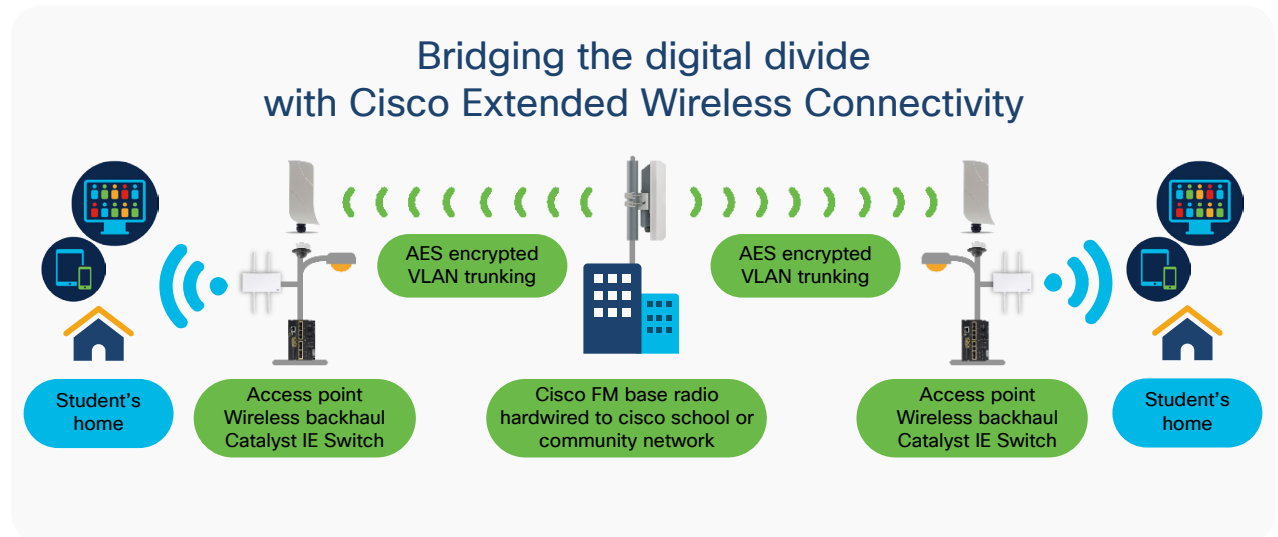 Bridging the digital divide
with Cisco Extended Wireless Connectivity
AES encrypted
VLAN trunking
AES encrypted
VLAN trunking
Student's
home
Access point
Wireless backhaul
Catalyst IE Switch
Cisco FM base radio
hardwired to cisco school or
community network
Access point
Wireless backhaul
Catalyst IE Switch
Student's
home